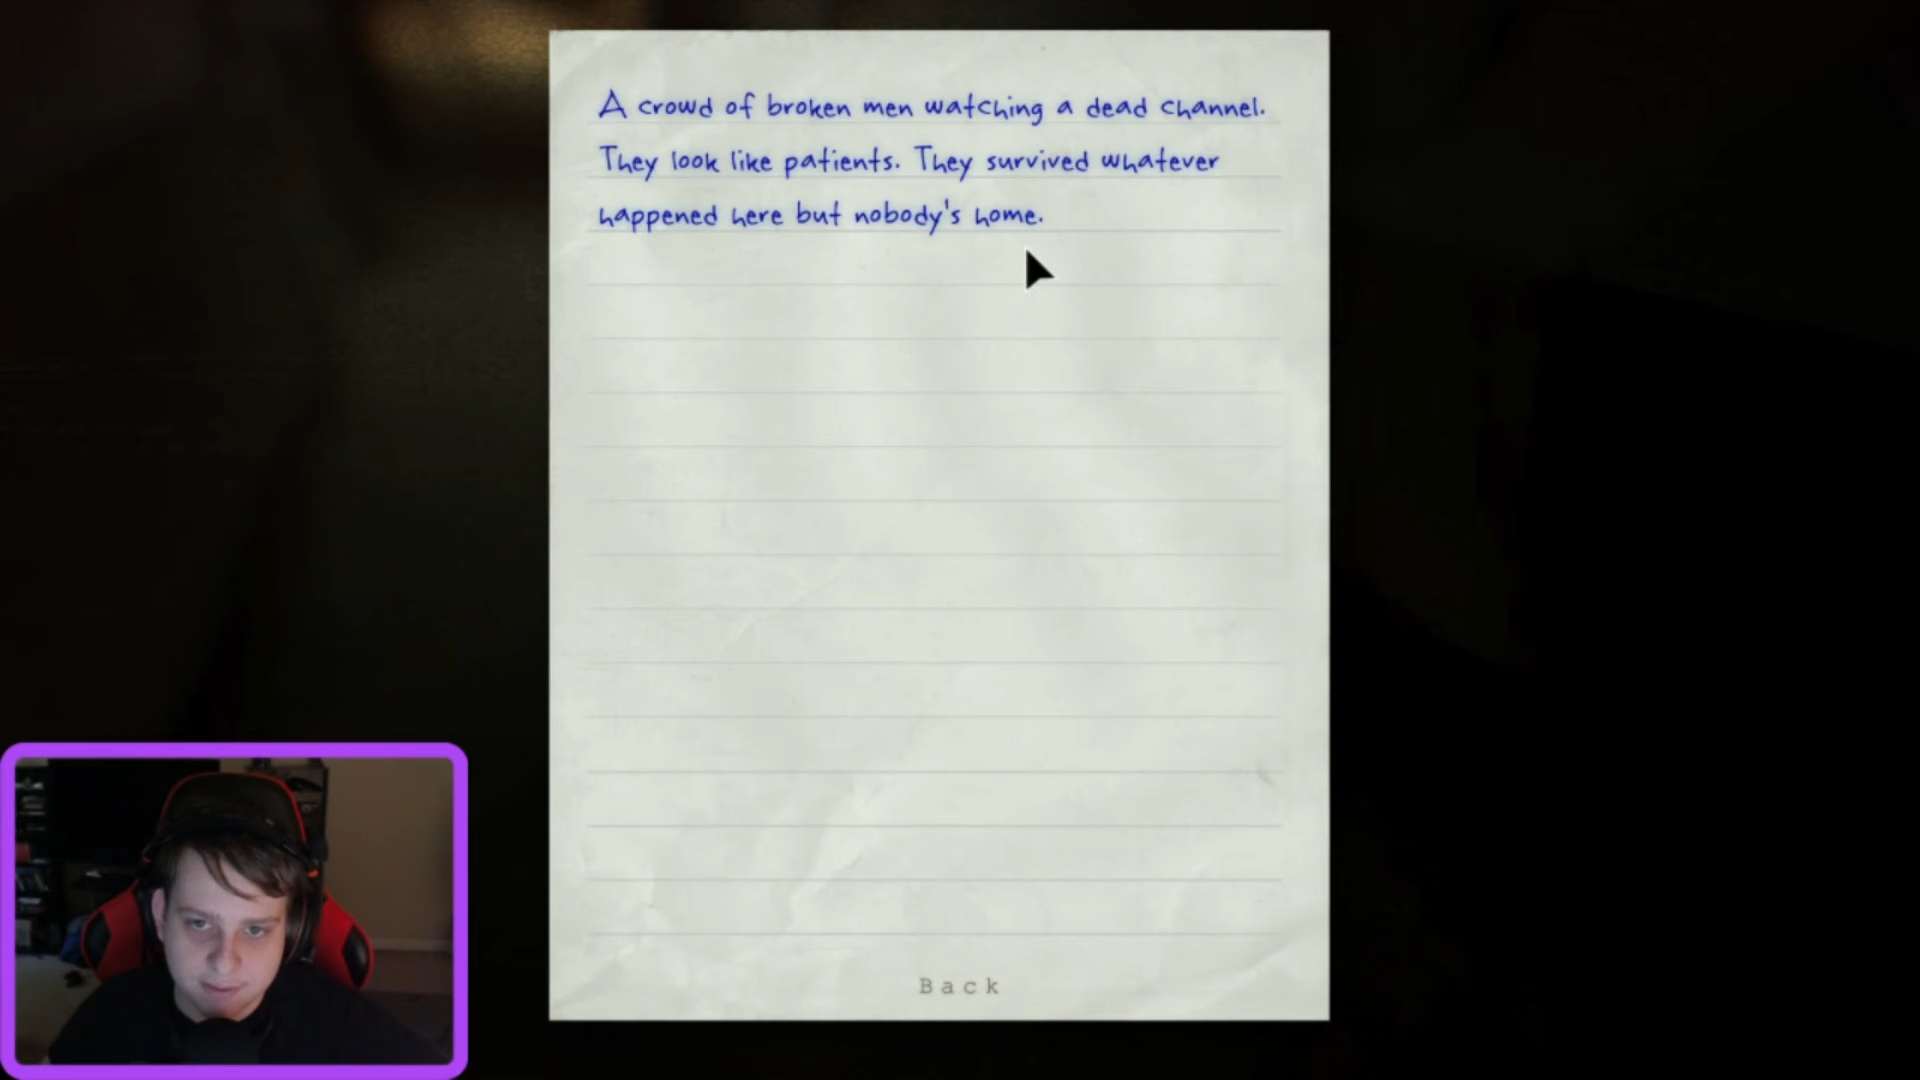 A crowd of broken men watching a dead channel.
They look like patients. They survived whatever
happened here but nobody's home.
Back